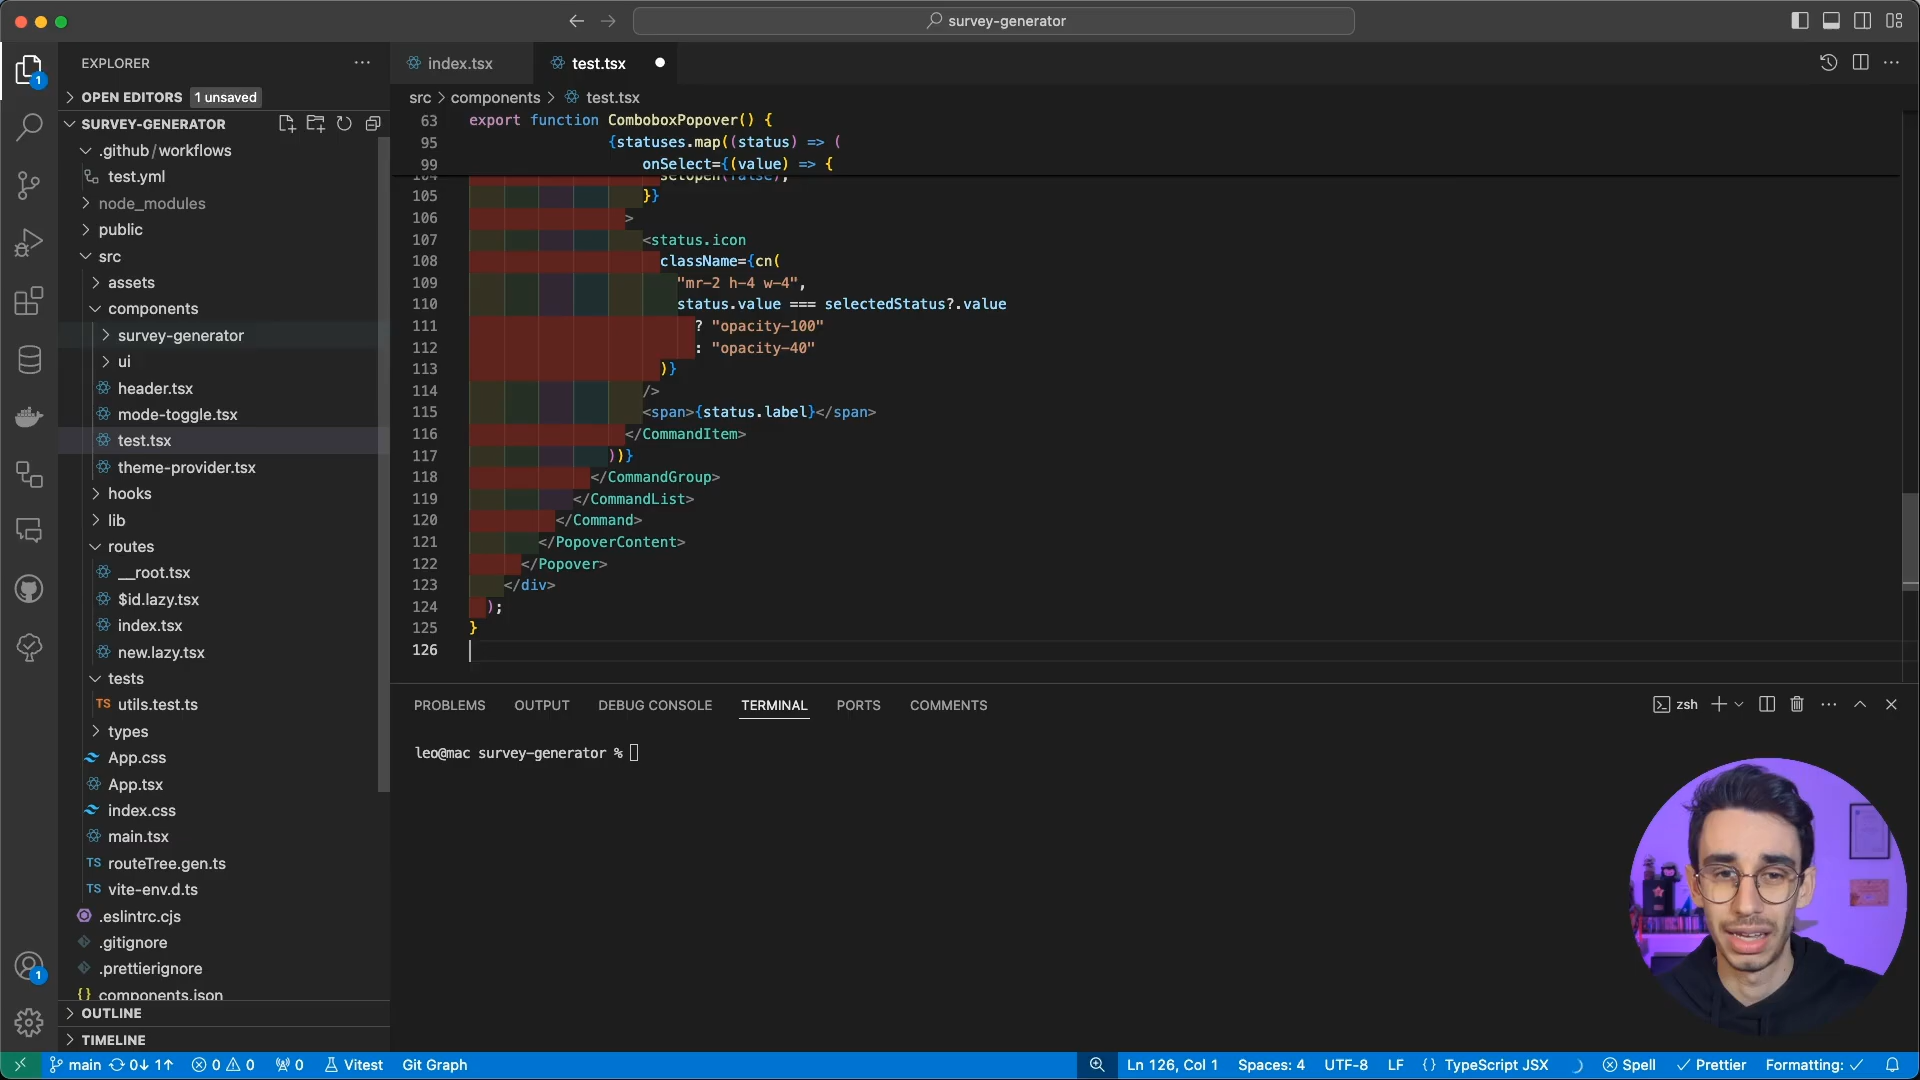 survey-generator
EXPLORER
OPEN EDITORS 1 unsaved
SURVEY-GENERATOR
.github/workflows
test.yml
node_modules
public
src
assets
components
survey-generator
ui
header.tsx
mode-toggle.tsx
test.tsx
theme-provider.tsx
hooks
lib
routes
__root.tsx
$id.lazy.tsx
index.tsx
new.lazy.tsx
tests
TS utils.test.ts
types
App.css
App.tsx
index.css
main.tsx
TS routeTree.gen.ts
TS vite-env.d.ts
.eslintrc.cjs
.gitignore
.prettierignore
{} components.json
OUTLINE
TIMELINE
1
1
index.tsx
test.tsx
src > components > test.tsx
63 export function ComboboxPopover() {
95 {statuses.map((status) => (
99 onSelect={(value) => {
104 setOpen(false);
105 }}
106 >
107 <status.icon
108 className={cn(
109 "mr-2 h-4 w-4",
110 status.value === selectedStatus?.value
111 ? "opacity-100"
112 : "opacity-40"
113 )}
114 />
115 <span>{status.label}</span>
116 </CommandItem>
117 ))}
118 </CommandGroup>
119 </CommandList>
120 </Command>
121 </PopoverContent>
122 </Popover>
123 </div>
124 );
125 }
126
PROBLEMS OUTPUT DEBUG CONSOLE TERMINAL PORTS COMMENTS
zsh
leo@mac survey-generator %
main 0↓ 1↑ 0 0 0 Vitest Git Graph
Ln 126, Col 1 Spaces: 4 UTF-8 LF {} TypeScript JSX Spell Prettier Formatting: ✓